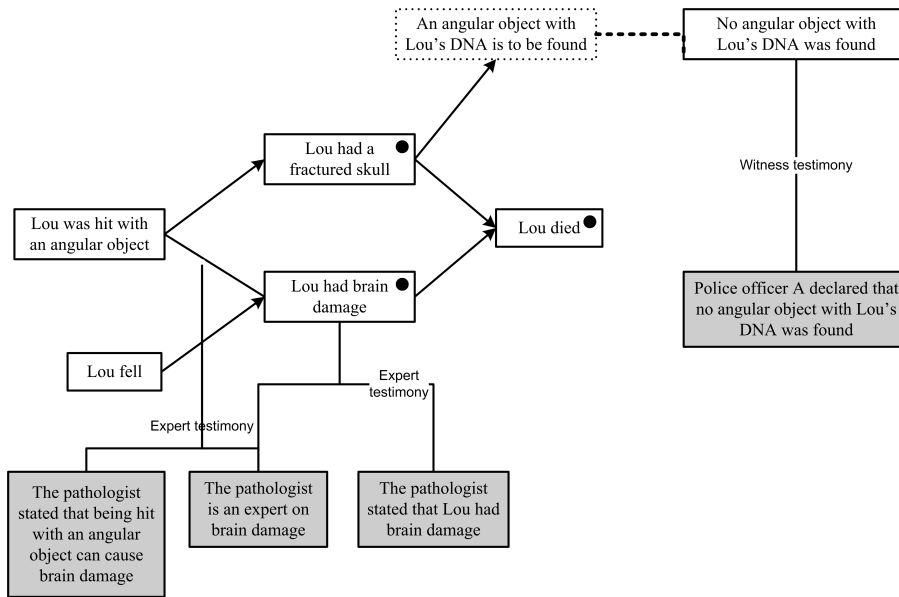 An angular object with
Lou's DNA is to be found
No angular object with
Lou's DNA was found
Lou had a
fractured skull
Witness testimony
Lou was hit with
an angular object
Lou died
Lou had brain
damage
Police officer A declared that
no angular object with Lou's
DNA was found
Lou fell
Expert
testimony
Expert testimony
The pathologist
stated that being hit
with an angular
object can cause
brain damage
The pathologist
is an expert on
brain damage
The pathologist
stated that Lou had
brain damage